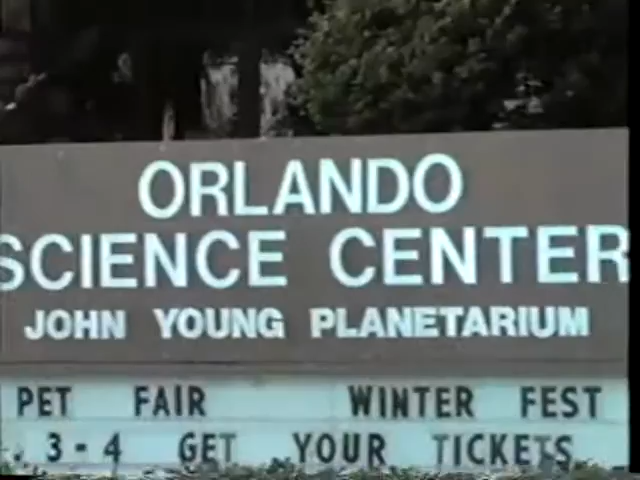 ORLANDO
SCIENCE CENTER
JOHN YOUNG PLANETARIUM
PET FAIR WINTER FEST
. 3-4 GET YOUR TICKETS